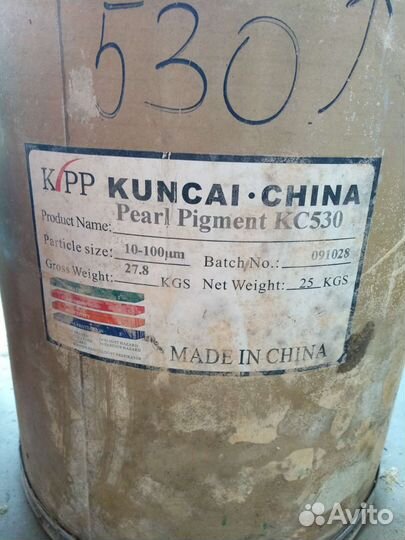 530
KPP KUNCAI·CHINA
Product Name: Pearl Pigment KC530
Particle size: 10-100µm Batch No.: 091028
Gross Weight: 27.8 KGS Net Weight: 25 KGS
MADE IN CHINA
Avito